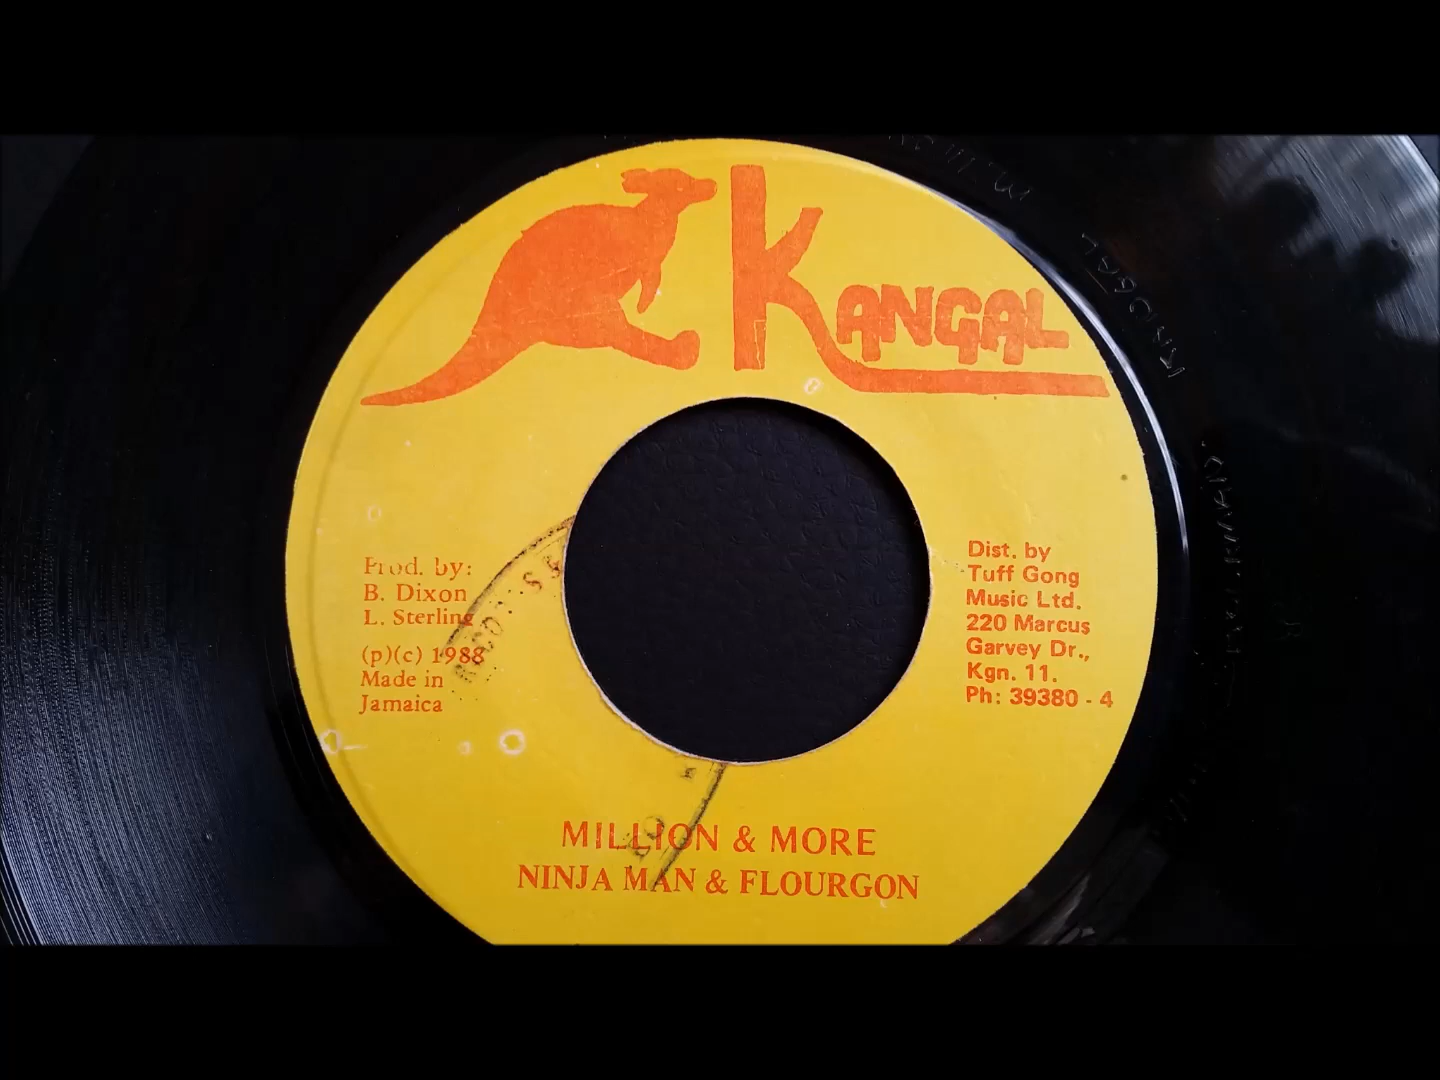 KANGAL
Prod. by:
B. Dixon
L. Sterling
(p)(c) 1988
Made in
Jamaica
Dist. by
Tuff Gong
Music Ltd.
220 Marcus
Garvey Dr.,
Kgn. 11.
Ph: 39380 - 4
MILLION & MORE
NINJA MAN & FLOURGON